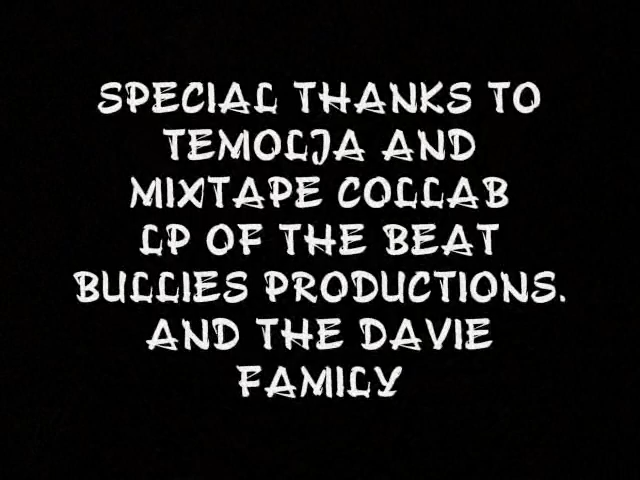 SPECIAL THANKS TO
TEMOLJA AND
MIXTAPE COLLAB
LP OF THE BEAT
BULLIES PRODUCTIONS.
AND THE DAVIE
FAMILY